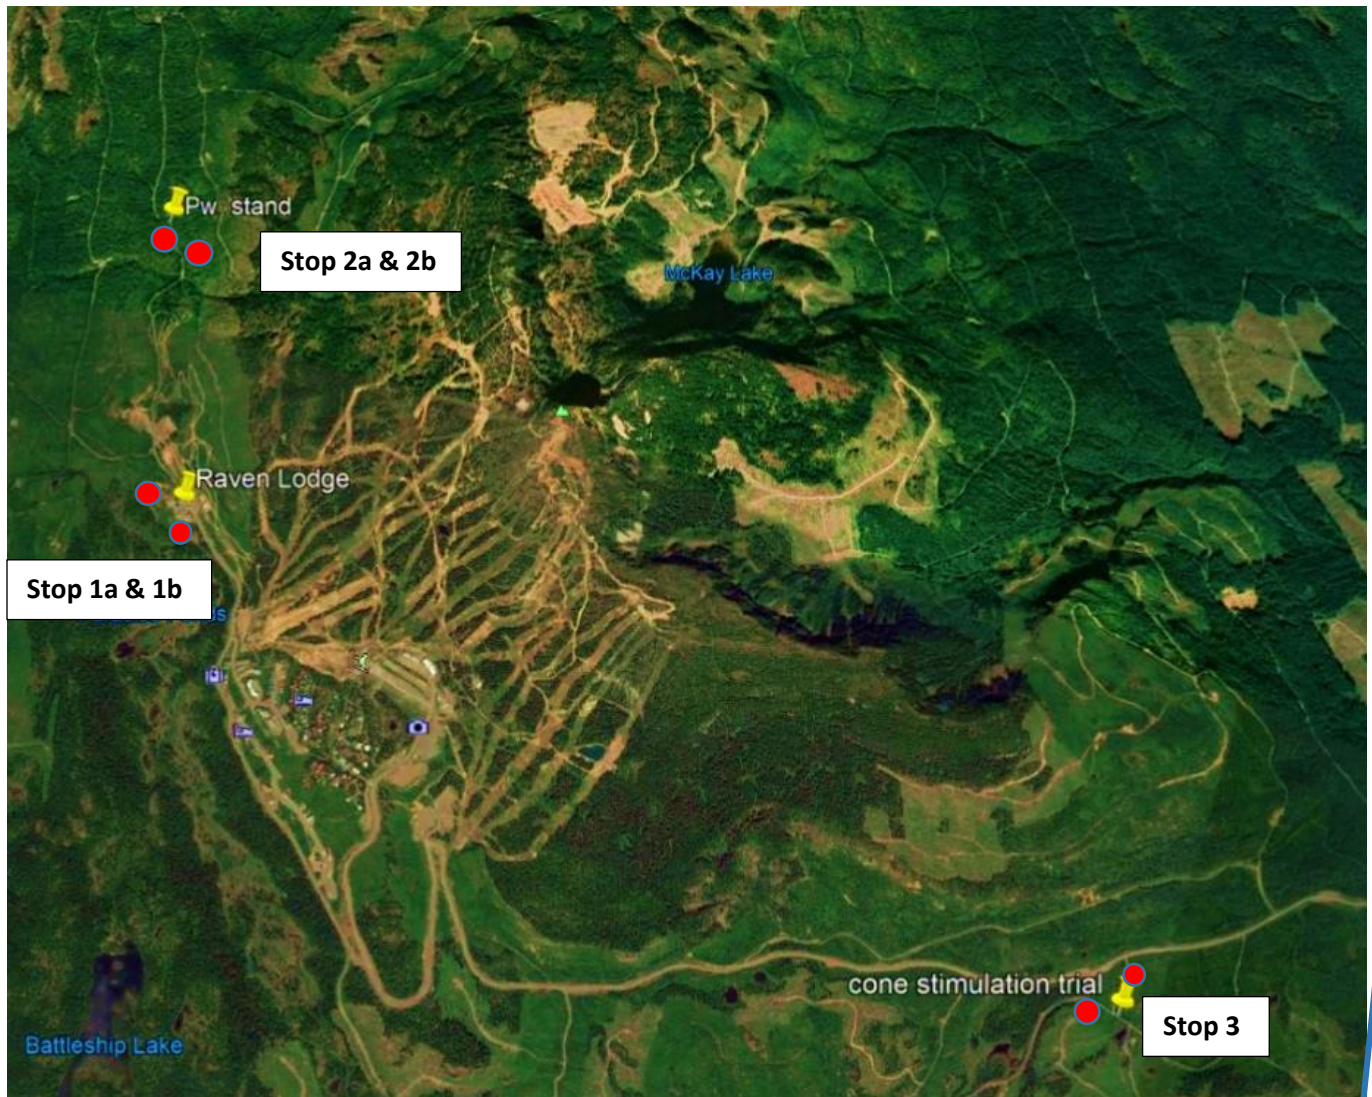 Pw stand
Stop 2a & 2b
McKay Lake
Raven Lodge
Stop 1a & 1b
cone stimulation trial
Stop 3
Battleship Lake